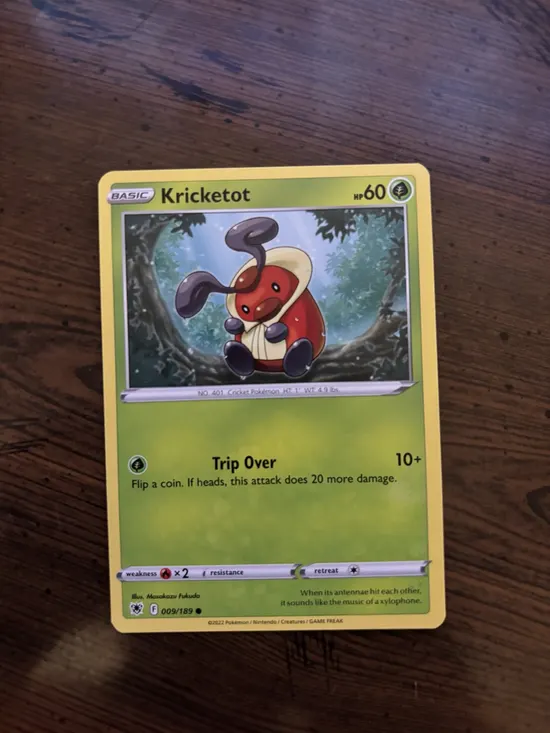 BASIC Kricketot HP 60
NO. 401 Cricket Pokémon HT. 1' WT. 4.9 lbs.
Trip Over 10+
Flip a coin. If heads, this attack does 20 more damage.
weakness ×2 resistance retreat
Illus. Masakazu Fukuda
When its antennae hit each other,
it sounds like the music of a xylophone.
F 009/189
©2022 Pokémon / Nintendo / Creatures / GAME FREAK